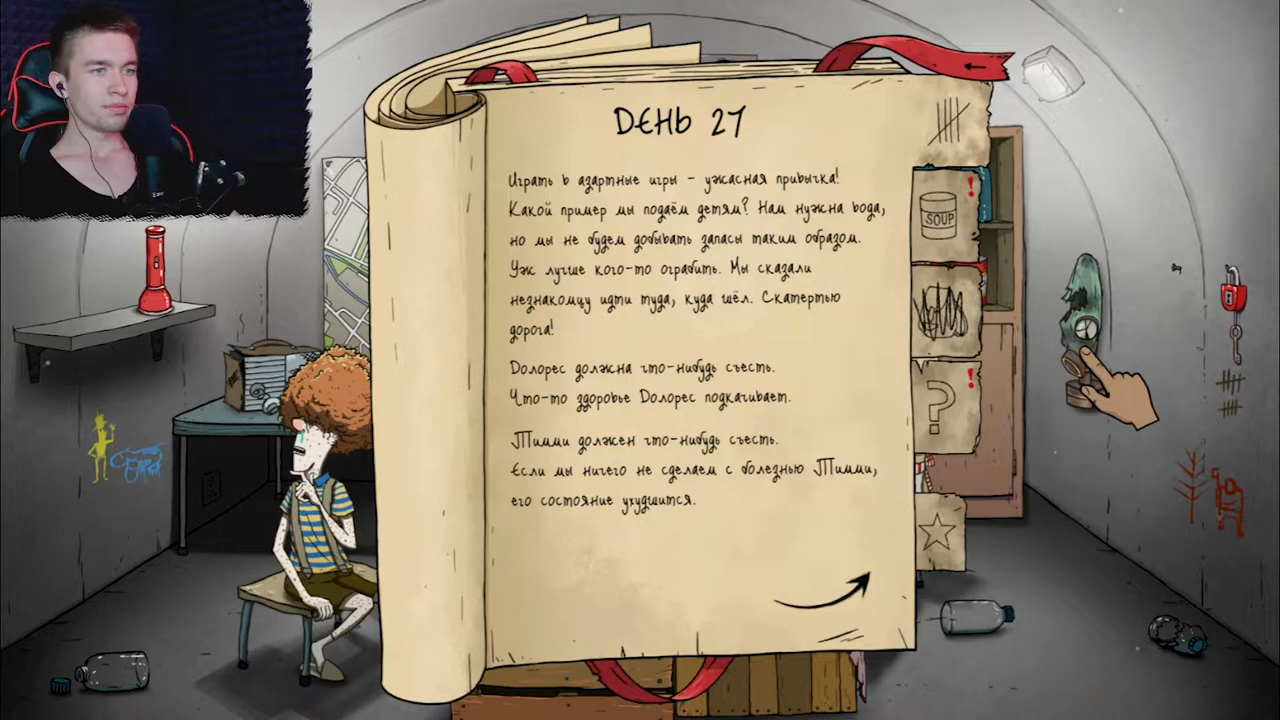 ДЕНЬ 27
Играть в азартные игры - ужасная привычка!
Какой пример мы подаём детям? Нам нужна вода,
но мы не будем добывать запасы таким образом.
Уж лучше кого-то ограбить. Мы сказали
незнакомцу идти туда, куда шёл. Скатертью
дорога!
Долорес должна что-нибудь съесть.
Что-то здоровье Долорес подкачивает.
Тимми должен что-нибудь съесть.
Если мы ничего не сделаем с болезнью Тимми,
его состояние ухудшится.
!
SOUP
!
?